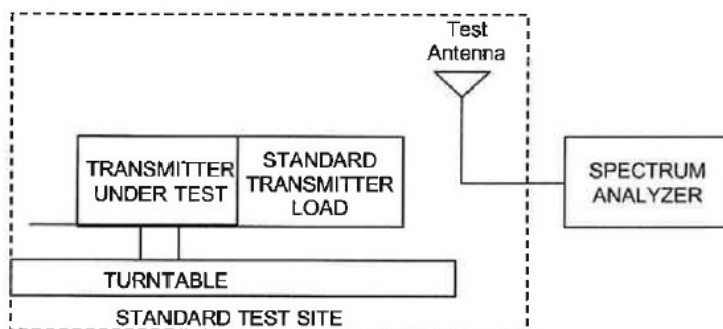 Test
Antenna
TRANSMITTER
UNDER TEST
STANDARD
TRANSMITTER
LOAD
SPECTRUM
ANALYZER
TURNTABLE
STANDARD TEST SITE